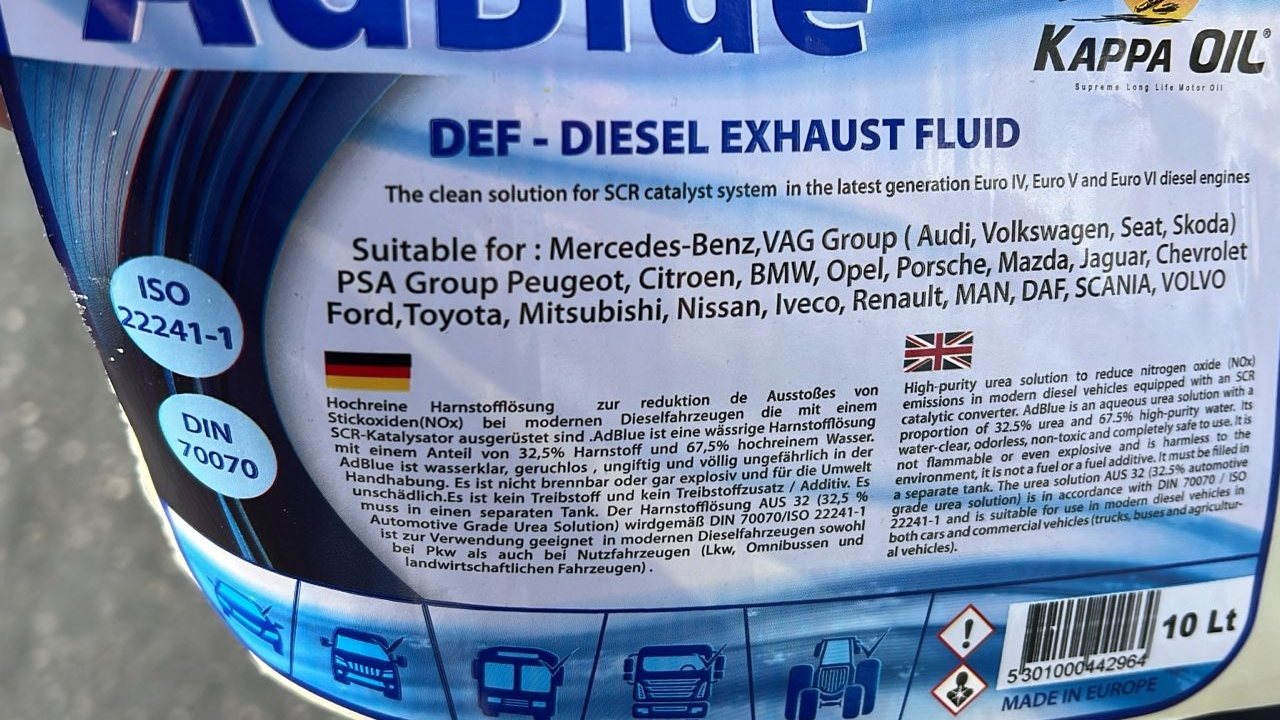 AdBlue
KAPPA OIL®
Supreme Long Life Motor Oil
DEF - DIESEL EXHAUST FLUID
The clean solution for SCR catalyst system in the latest generation Euro IV, Euro V and Euro VI diesel engines
Suitable for : Mercedes-Benz,VAG Group ( Audi, Volkswagen, Seat, Skoda)
PSA Group Peugeot, Citroen, BMW, Opel, Porsche, Mazda, Jaguar, Chevrolet
Ford,Toyota, Mitsubishi, Nissan, Iveco, Renault, MAN, DAF, SCANIA, VOLVO
ISO
22241-1
DIN
70070
Hochreine Harnstofflösung zur reduktion de Ausstoßes von
Stickoxiden(NOx) bei modernen Dieselfahrzeugen die mit einem
SCR-Katalysator ausgerüstet sind .AdBlue ist eine wässrige Harnstofflösung
mit einem Anteil von 32,5% Harnstoff und 67,5% hochreinem Wasser.
AdBlue ist wasserklar, geruchlos , ungiftig und völlig ungefährlich in der
Handhabung. Es ist nicht brennbar oder gar explosiv und für die Umwelt
unschädlich.Es ist kein Treibstoff und kein Treibstoffzusatz / Additiv. Es
muss in einen separaten Tank. Der Harnstofflösung AUS 32 (32,5 %
Automotive Grade Urea Solution) wirdgemäß DIN 70070/ISO 22241-1
ist zur Verwendung geeignet in modernen Dieselfahrzeugen sowohl
bei Pkw als auch bei Nutzfahrzeugen (Lkw, Omnibussen und
landwirtschaftlichen Fahrzeugen) .
High-purity urea solution to reduce nitrogen oxide (NOx)
emissions in modern diesel vehicles equipped with an SCR
catalytic converter. AdBlue is an aqueous urea solution with a
proportion of 32.5% urea and 67.5% high-purity water. Its
water-clear, odorless, non-toxic and completely safe to use. It is
not flammable or even explosive and is harmless to the
environment, it is not a fuel or a fuel additive. It must be filled in
a separate tank. The urea solution AUS 32 (32.5% automotive
grade urea solution) is in accordance with DIN 70070 / ISO
22241-1 and is suitable for use in modern diesel vehicles in
both cars and commercial vehicles (trucks, buses and agricultur-
al vehicles).
10 Lt
5301000442964
MADE IN EUROPE